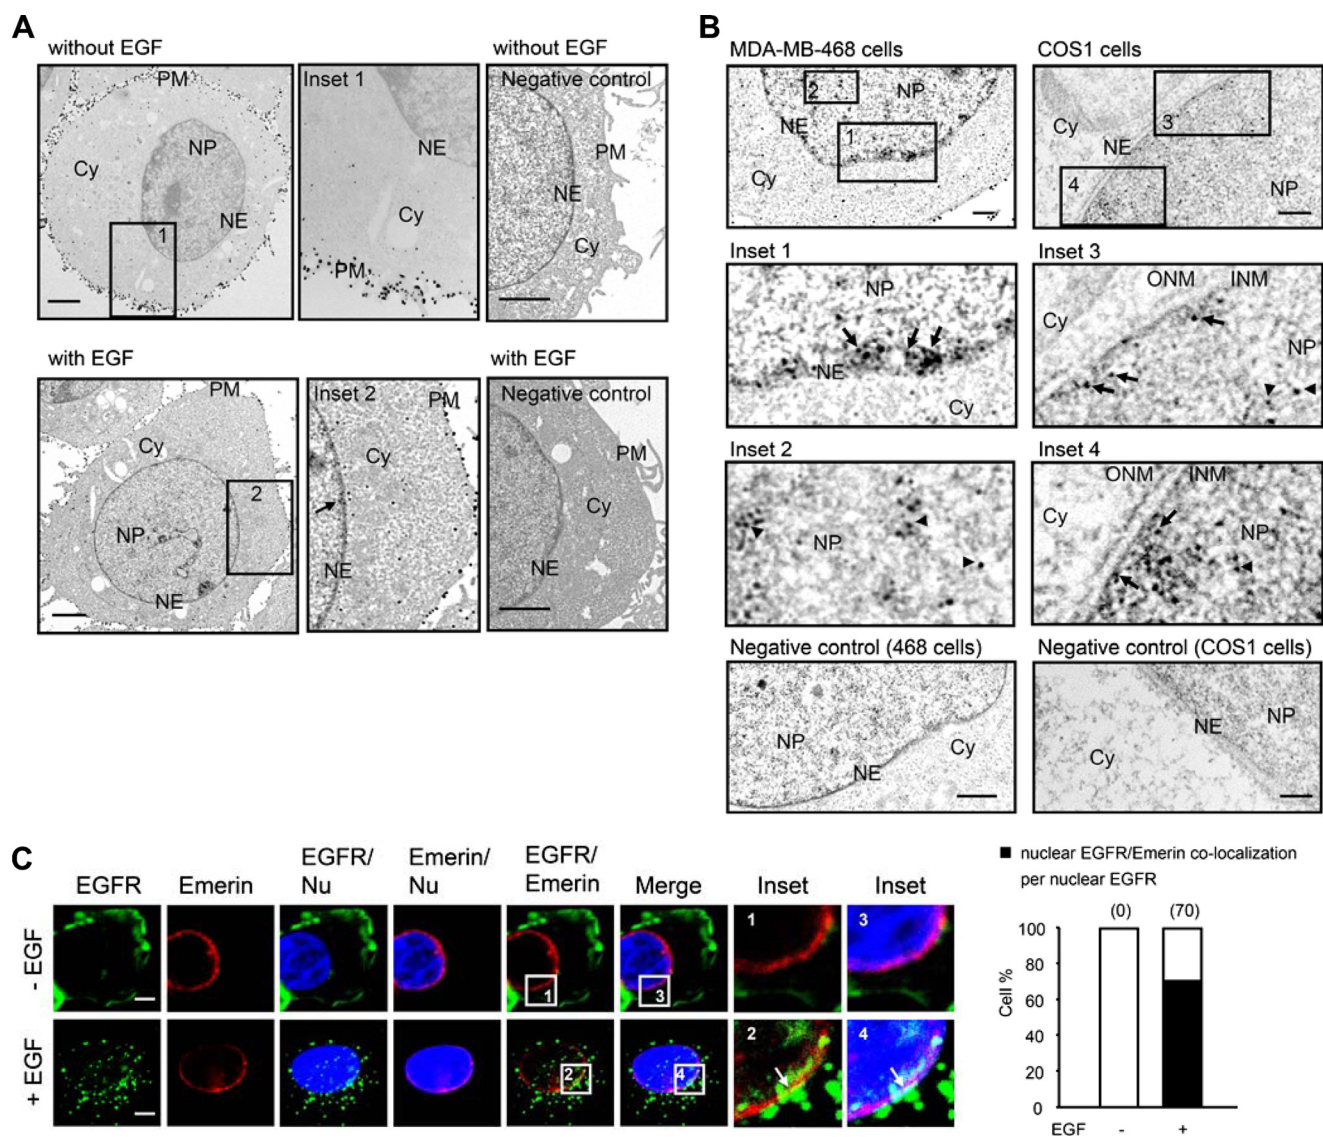 A
without EGF
without EGF
PM
NP
Cy
NE
1
Inset 1
NE
Cy
PM
Negative control
PM
NE
Cy
with EGF
with EGF
PM
Cy
2
NP
NE
Inset 2
PM
Cy
NE
Negative control
PM
Cy
NE
B
MDA-MB-468 cells
COS1 cells
2
NP
NE
1
Cy
Cy
3
NE
4
NP
Inset 1
Inset 3
NP
NE
Cy
ONM
INM
Cy
NP
Inset 2
Inset 4
NP
ONM
INM
Cy
NP
Negative control (468 cells)
Negative control (COS1 cells)
NP
Cy
NE
NP
NE
Cy
C
EGFR
Emerin
EGFR/
Nu
Emerin/
Nu
EGFR/
Emerin
Merge
Inset
Inset
- EGF
1
3
1
3
+ EGF
2
4
2
4
nuclear EGFR/Emerin co-localization
per nuclear EGFR
(0)
(70)
Cell %
100
80
60
40
20
0
EGF - +